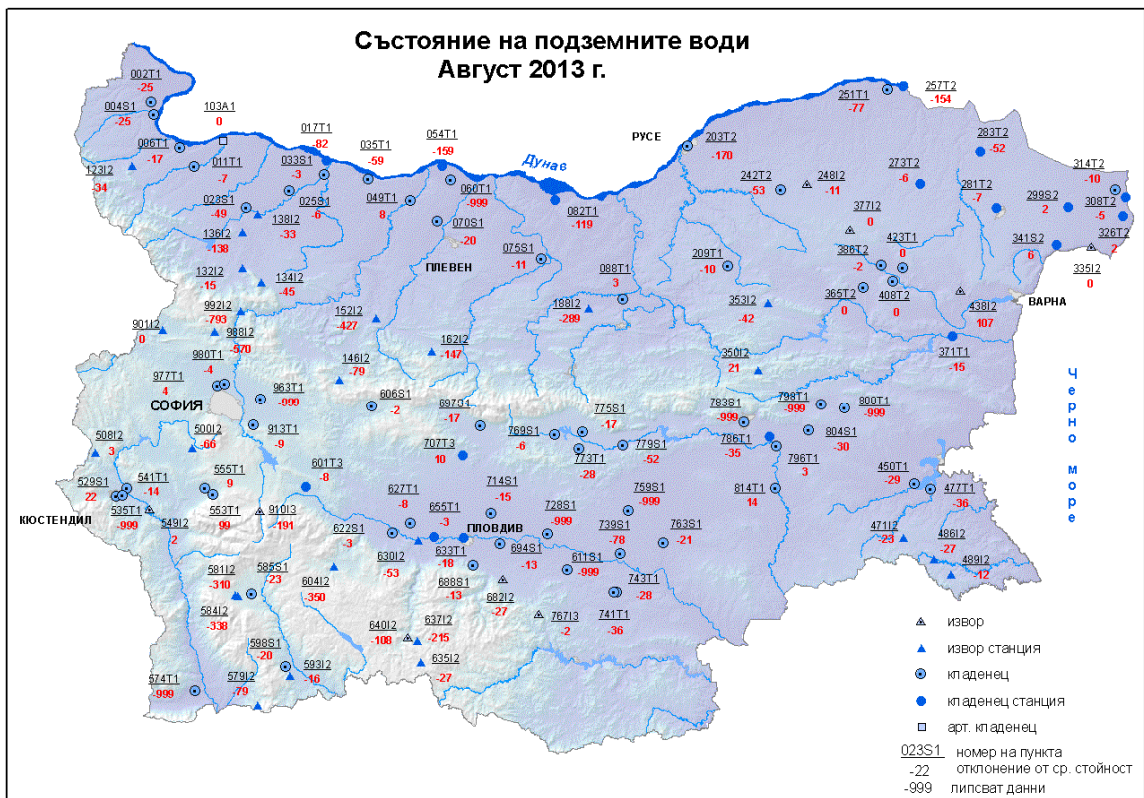 Състояние на подземните води
Август 2013 г.
002T1
-25
004S1
-25
103A1
0
006T1
-17
123I2
-34
011T1
-7
017T1
-82
033S1
-3
035T1
-59
054T1
-159
Дунав
РУСЕ
203T2
-170
251T1
-77
257T2
-154
283T2
-52
314T2
-10
023S1
-49
025S1
-6
138I2
-33
136I2
-138
049T1
8
060T1
-999
070S1
-20
082T1
-119
242T2
-53
248I2
-11
273T2
-6
281T2
-7
299S2
2
308T2
-5
326T2
2
335I2
0
341S2
6
377I2
0
423T1
0
386T2
-2
132I2
-15
134I2
-45
ПЛЕВЕН
075S1
-11
088T1
3
209T1
-10
365T2
0
408T2
0
438I2
107
ВАРНА
992I2
-793
901I2
0
988I2
-570
152I2
-427
188I2
-289
353I2
-42
162I2
-147
350I2
21
371T1
-15
980T1
-4
977T1
4
146I2
-79
963T1
-999
СОФИЯ
606S1
-2
697S1
-17
775S1
-17
769S1
-6
783S1
-999
798T1
-999
800T1
-999
804S1
-30
Черно море
508I2
3
500I2
-66
913T1
-9
707T3
10
773T1
-28
779S1
-52
786T1
-35
796T1
3
601T3
-8
529S1
22
541T1
-14
555T1
9
КЮСТЕНДИЛ
535T1
-999
549I2
2
553T1
99
910I3
-191
627T1
-8
655T1
-3
714S1
-15
ПЛОВДИВ
728S1
-999
759S1
-999
814T1
14
450T1
-29
477T1
-36
622S1
-3
630I2
-53
633T1
-18
694S1
-13
739S1
-78
763S1
-21
471I2
-23
486I2
-27
489I2
-12
581I2
-310
585S1
-23
604I2
-350
688S1
-13
682I2
-27
611S1
-999
743T1
-28
584I2
-338
640I2
-108
637I2
-215
767I3
-2
741T1
-36
598S1
-20
593I2
-16
635I2
-27
574T1
-999
579I2
-79
извор
извор станция
кладенец
кладенец станция
арт. кладенец
023S1 номер на пункта
-22 отклонение от ср. стойност
-999 липсват данни